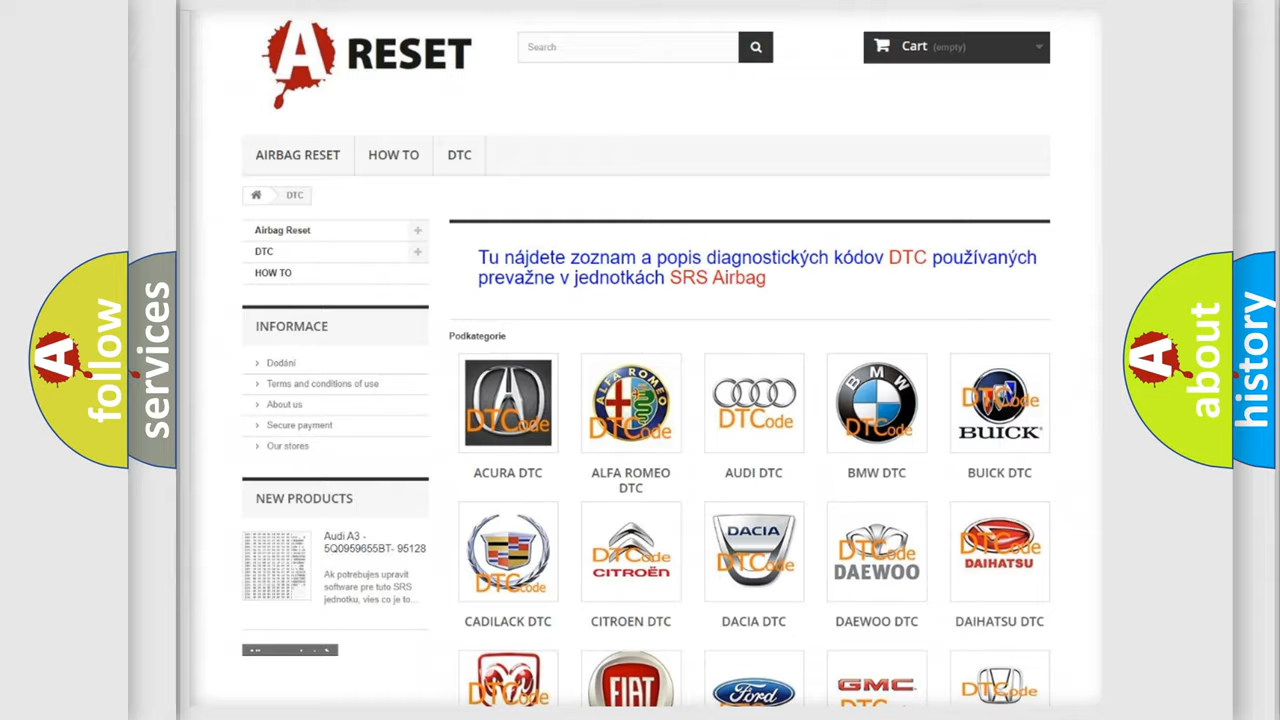 A RESET
Search
Cart (empty)
AIRBAG RESET
HOW TO
DTC
DTC
Airbag Reset
DTC
HOW TO
INFORMACE
Dodání
Terms and conditions of use
About us
Secure payment
Our stores
NEW PRODUCTS
Audi A3 -
5Q0959655BT- 95128
Ak potrebujes upravit
software pre tuto SRS
jednotku, vies co je to...
Tu nájdete zoznam a popis diagnostických kódov DTC používaných
prevažne v jednotkách SRS Airbag
Podkategorie
DTCode
ALFA ROMEO
DTCode
DTCode
BMW
DTCode
DTCode
BUICK
ACURA DTC
ALFA ROMEO
DTC
AUDI DTC
BMW DTC
BUICK DTC
DTCode
DTCode
CITROËN
DACIA
DTCode
DTCode
DAEWOO
DTCode
DAIHATSU
CADILACK DTC
CITROEN DTC
DACIA DTC
DAEWOO DTC
DAIHATSU DTC
DTCode
FIAT
Ford
GMC
DTCode
A follow
services
A about
history